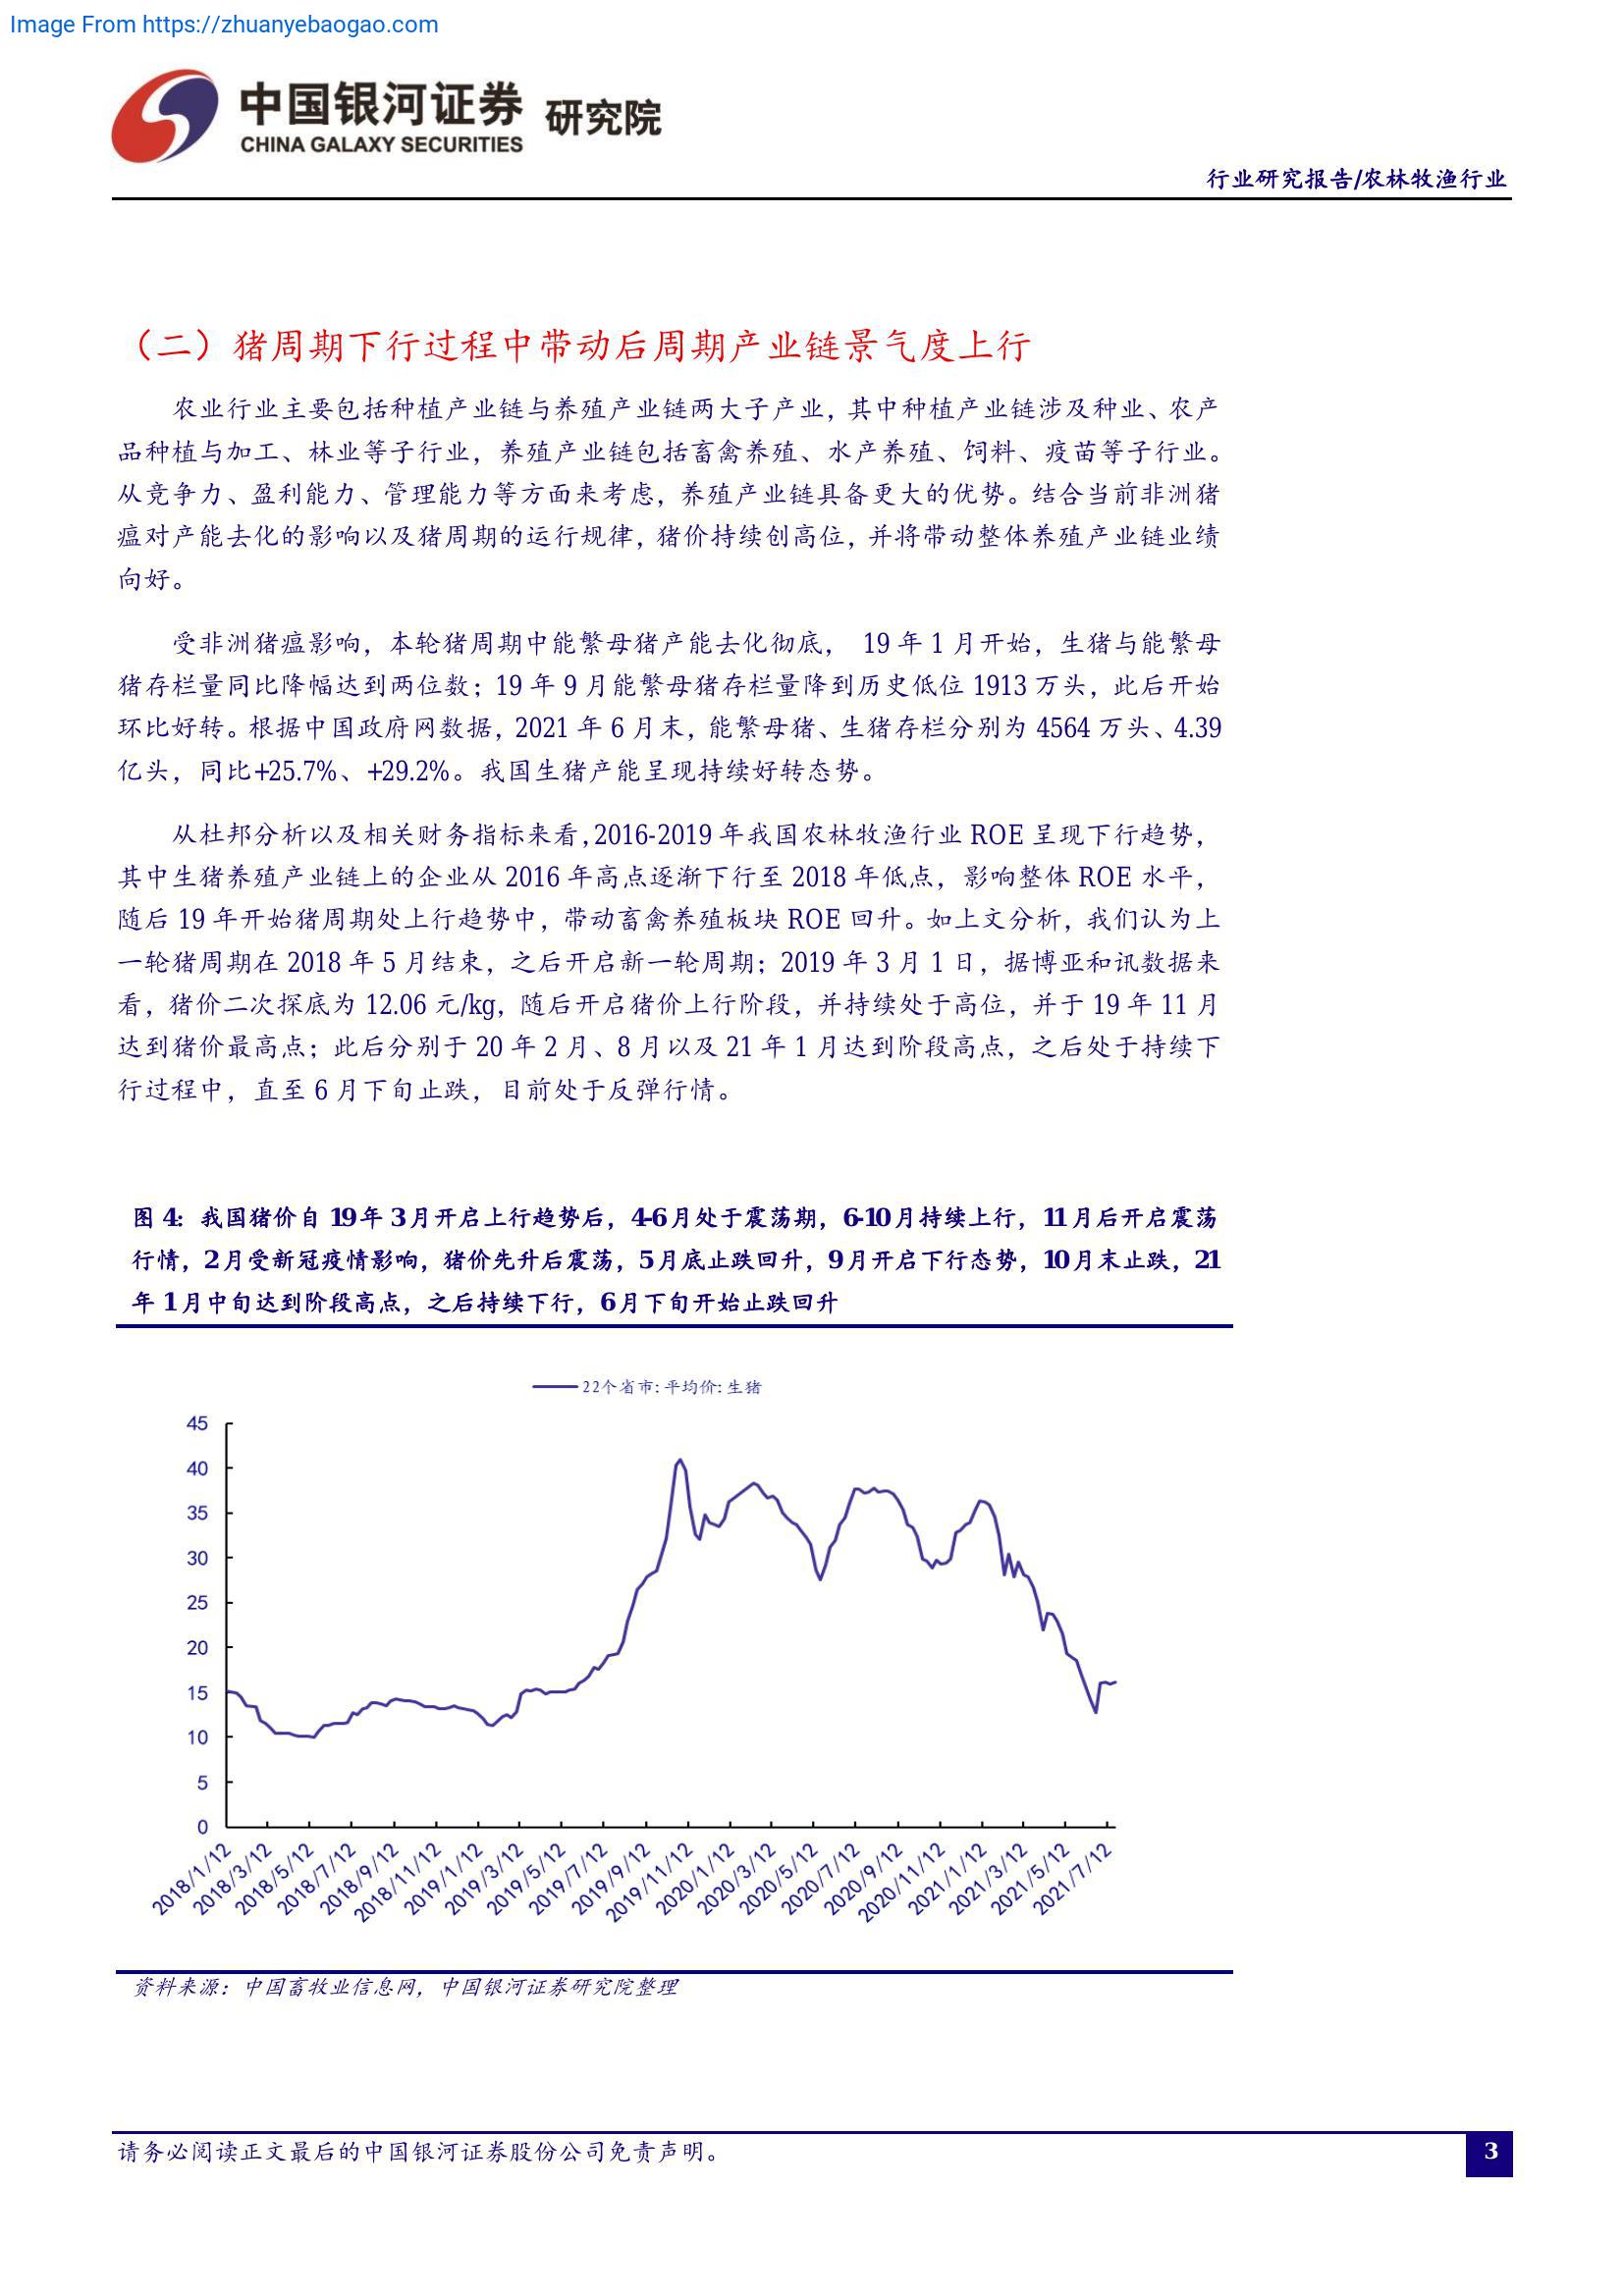 Image From https://zhuanyebaogao.com
中国银河证券 研究院
CHINA GALAXY SECURITIES
行业研究报告/农林牧渔行业
（二）猪周期下行过程中带动后周期产业链景气度上行
农业行业主要包括种植产业链与养殖产业链两大子产业，其中种植产业链涉及种业、农产
品种植与加工、林业等子行业，养殖产业链包括畜禽养殖、水产养殖、饲料、疫苗等子行业。
从竞争力、盈利能力、管理能力等方面来考虑，养殖产业链具备更大的优势。结合当前非洲猪
瘟对产能去化的影响以及猪周期的运行规律，猪价持续创高位，并将带动整体养殖产业链业绩
向好。
受非洲猪瘟影响，本轮猪周期中能繁母猪产能去化彻底， 19 年 1 月开始，生猪与能繁母
猪存栏量同比降幅达到两位数；19 年 9 月能繁母猪存栏量降到历史低位 1913 万头，此后开始
环比好转。根据中国政府网数据，2021 年 6 月末，能繁母猪、生猪存栏分别为 4564 万头、4.39
亿头，同比+25.7%、+29.2%。我国生猪产能呈现持续好转态势。
从杜邦分析以及相关财务指标来看，2016-2019 年我国农林牧渔行业 ROE 呈现下行趋势，
其中生猪养殖产业链上的企业从 2016 年高点逐渐下行至 2018 年低点，影响整体 ROE 水平，
随后 19 年开始猪周期处上行趋势中，带动畜禽养殖板块 ROE 回升。如上文分析，我们认为上
一轮猪周期在 2018 年 5 月结束，之后开启新一轮周期；2019 年 3 月 1 日，据博亚和讯数据来
看，猪价二次探底为 12.06 元/kg，随后开启猪价上行阶段，并持续处于高位，并于 19 年 11 月
达到猪价最高点；此后分别于 20 年 2 月、8 月以及 21 年 1 月达到阶段高点，之后处于持续下
行过程中，直至 6 月下旬止跌，目前处于反弹行情。
图 4：我国猪价自 19 年 3 月开启上行趋势后，4-6 月处于震荡期，6-10 月持续上行，11 月后开启震荡
行情，2 月受新冠疫情影响，猪价先升后震荡，5 月底止跌回升，9 月开启下行态势，10 月末止跌，21
年 1 月中旬达到阶段高点，之后持续下行，6 月下旬开始止跌回升
22个省市:平均价:生猪
45
40
35
30
25
20
15
10
5
0
2018/1/12
2018/3/12
2018/5/12
2018/7/12
2018/9/12
2018/11/12
2019/1/12
2019/3/12
2019/5/12
2019/7/12
2019/9/12
2019/11/12
2020/1/12
2020/3/12
2020/5/12
2020/7/12
2020/9/12
2020/11/12
2021/1/12
2021/3/12
2021/5/12
2021/7/12
资料来源：中国畜牧业信息网，中国银河证券研究院整理
请务必阅读正文最后的中国银河证券股份公司免责声明。
3